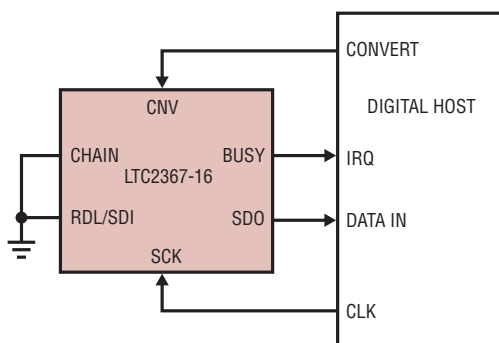 CONVERT
CNV
DIGITAL HOST
CHAIN
BUSY
IRQ
LTC2367-16
RDL/SDI
SDO
DATA IN
SCK
CLK